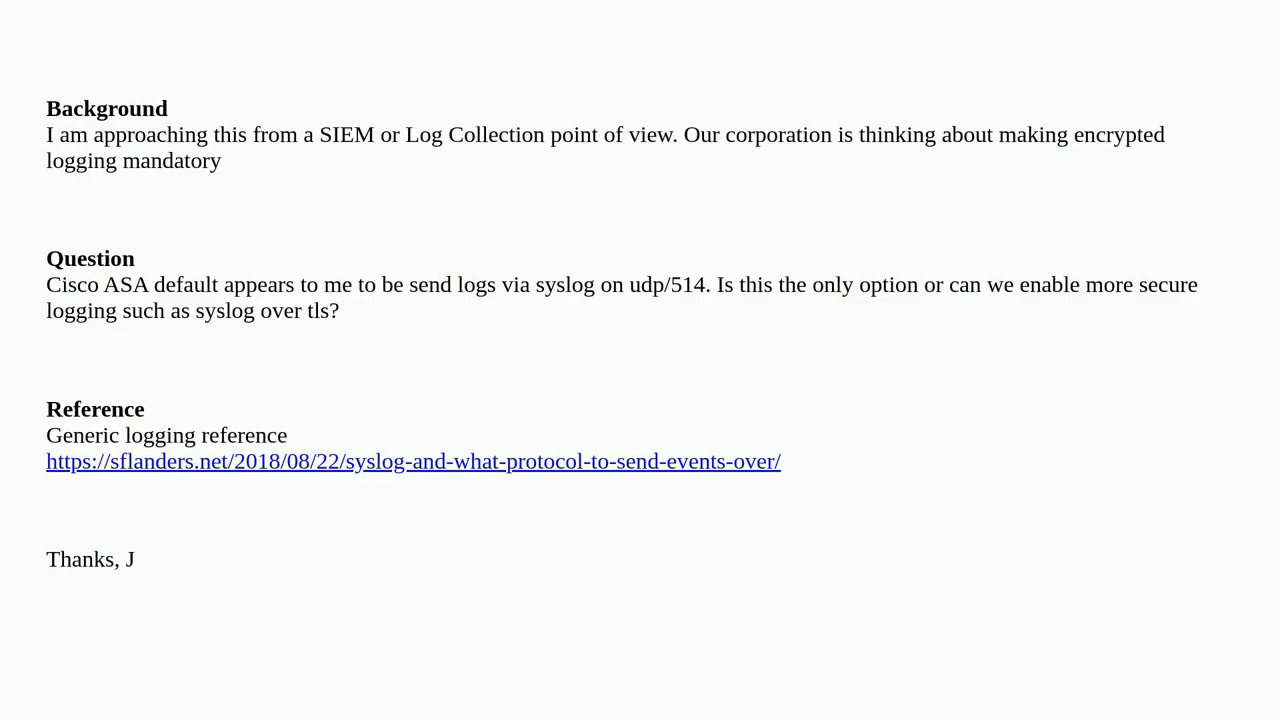 Background
I am approaching this from a SIEM or Log Collection point of view. Our corporation is thinking about making encrypted
logging mandatory
Question
Cisco ASA default appears to me to be send logs via syslog on udp/514. Is this the only option or can we enable more secure
logging such as syslog over tls?
Reference
Generic logging reference
https://sflanders.net/2018/08/22/syslog-and-what-protocol-to-send-events-over/
Thanks, J